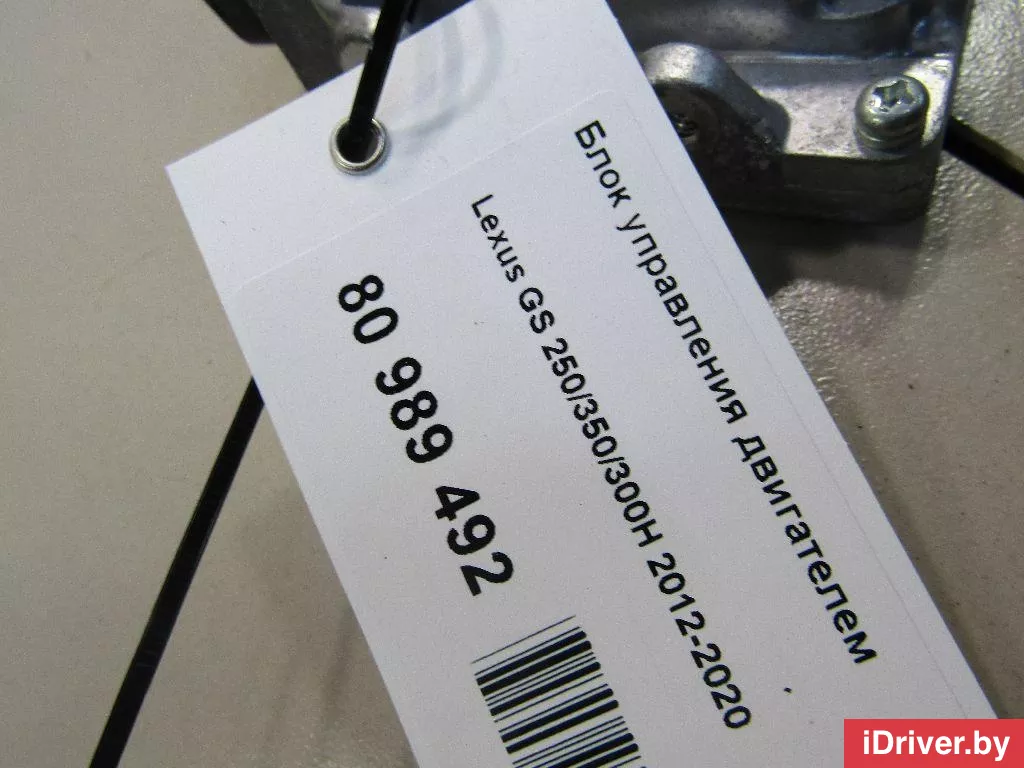 Блок управления двигателем
Lexus GS 250/350/300H 2012-2020
80 989 492
iDriver.by